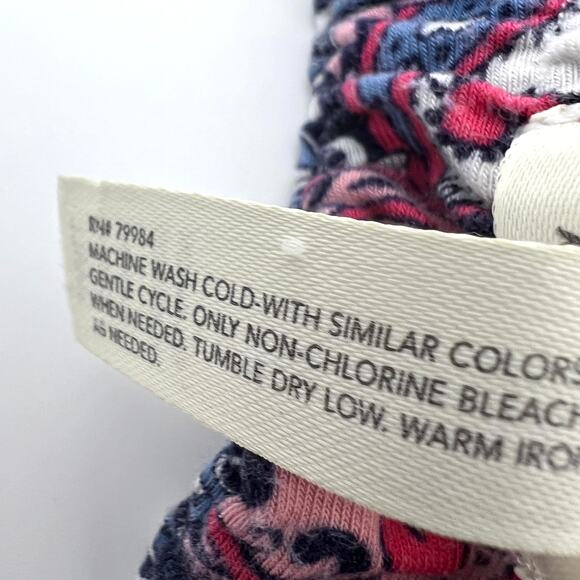 RN# 79984
MACHINE WASH COLD-WITH SIMILAR COLORS
GENTLE CYCLE. ONLY NON-CHLORINE BLEACH
WHEN NEEDED. TUMBLE DRY LOW. WARM IRON
AS NEEDED.